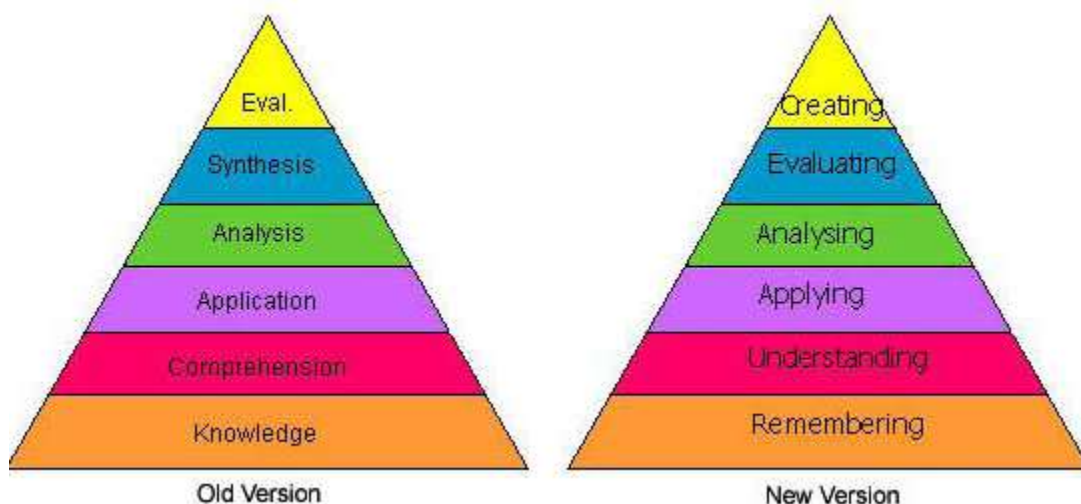 Eval.
Synthesis
Analysis
Application
Comprehension
Knowledge
Old Version
Creating
Evaluating
Analysing
Applying
Understanding
Remembering
New Version